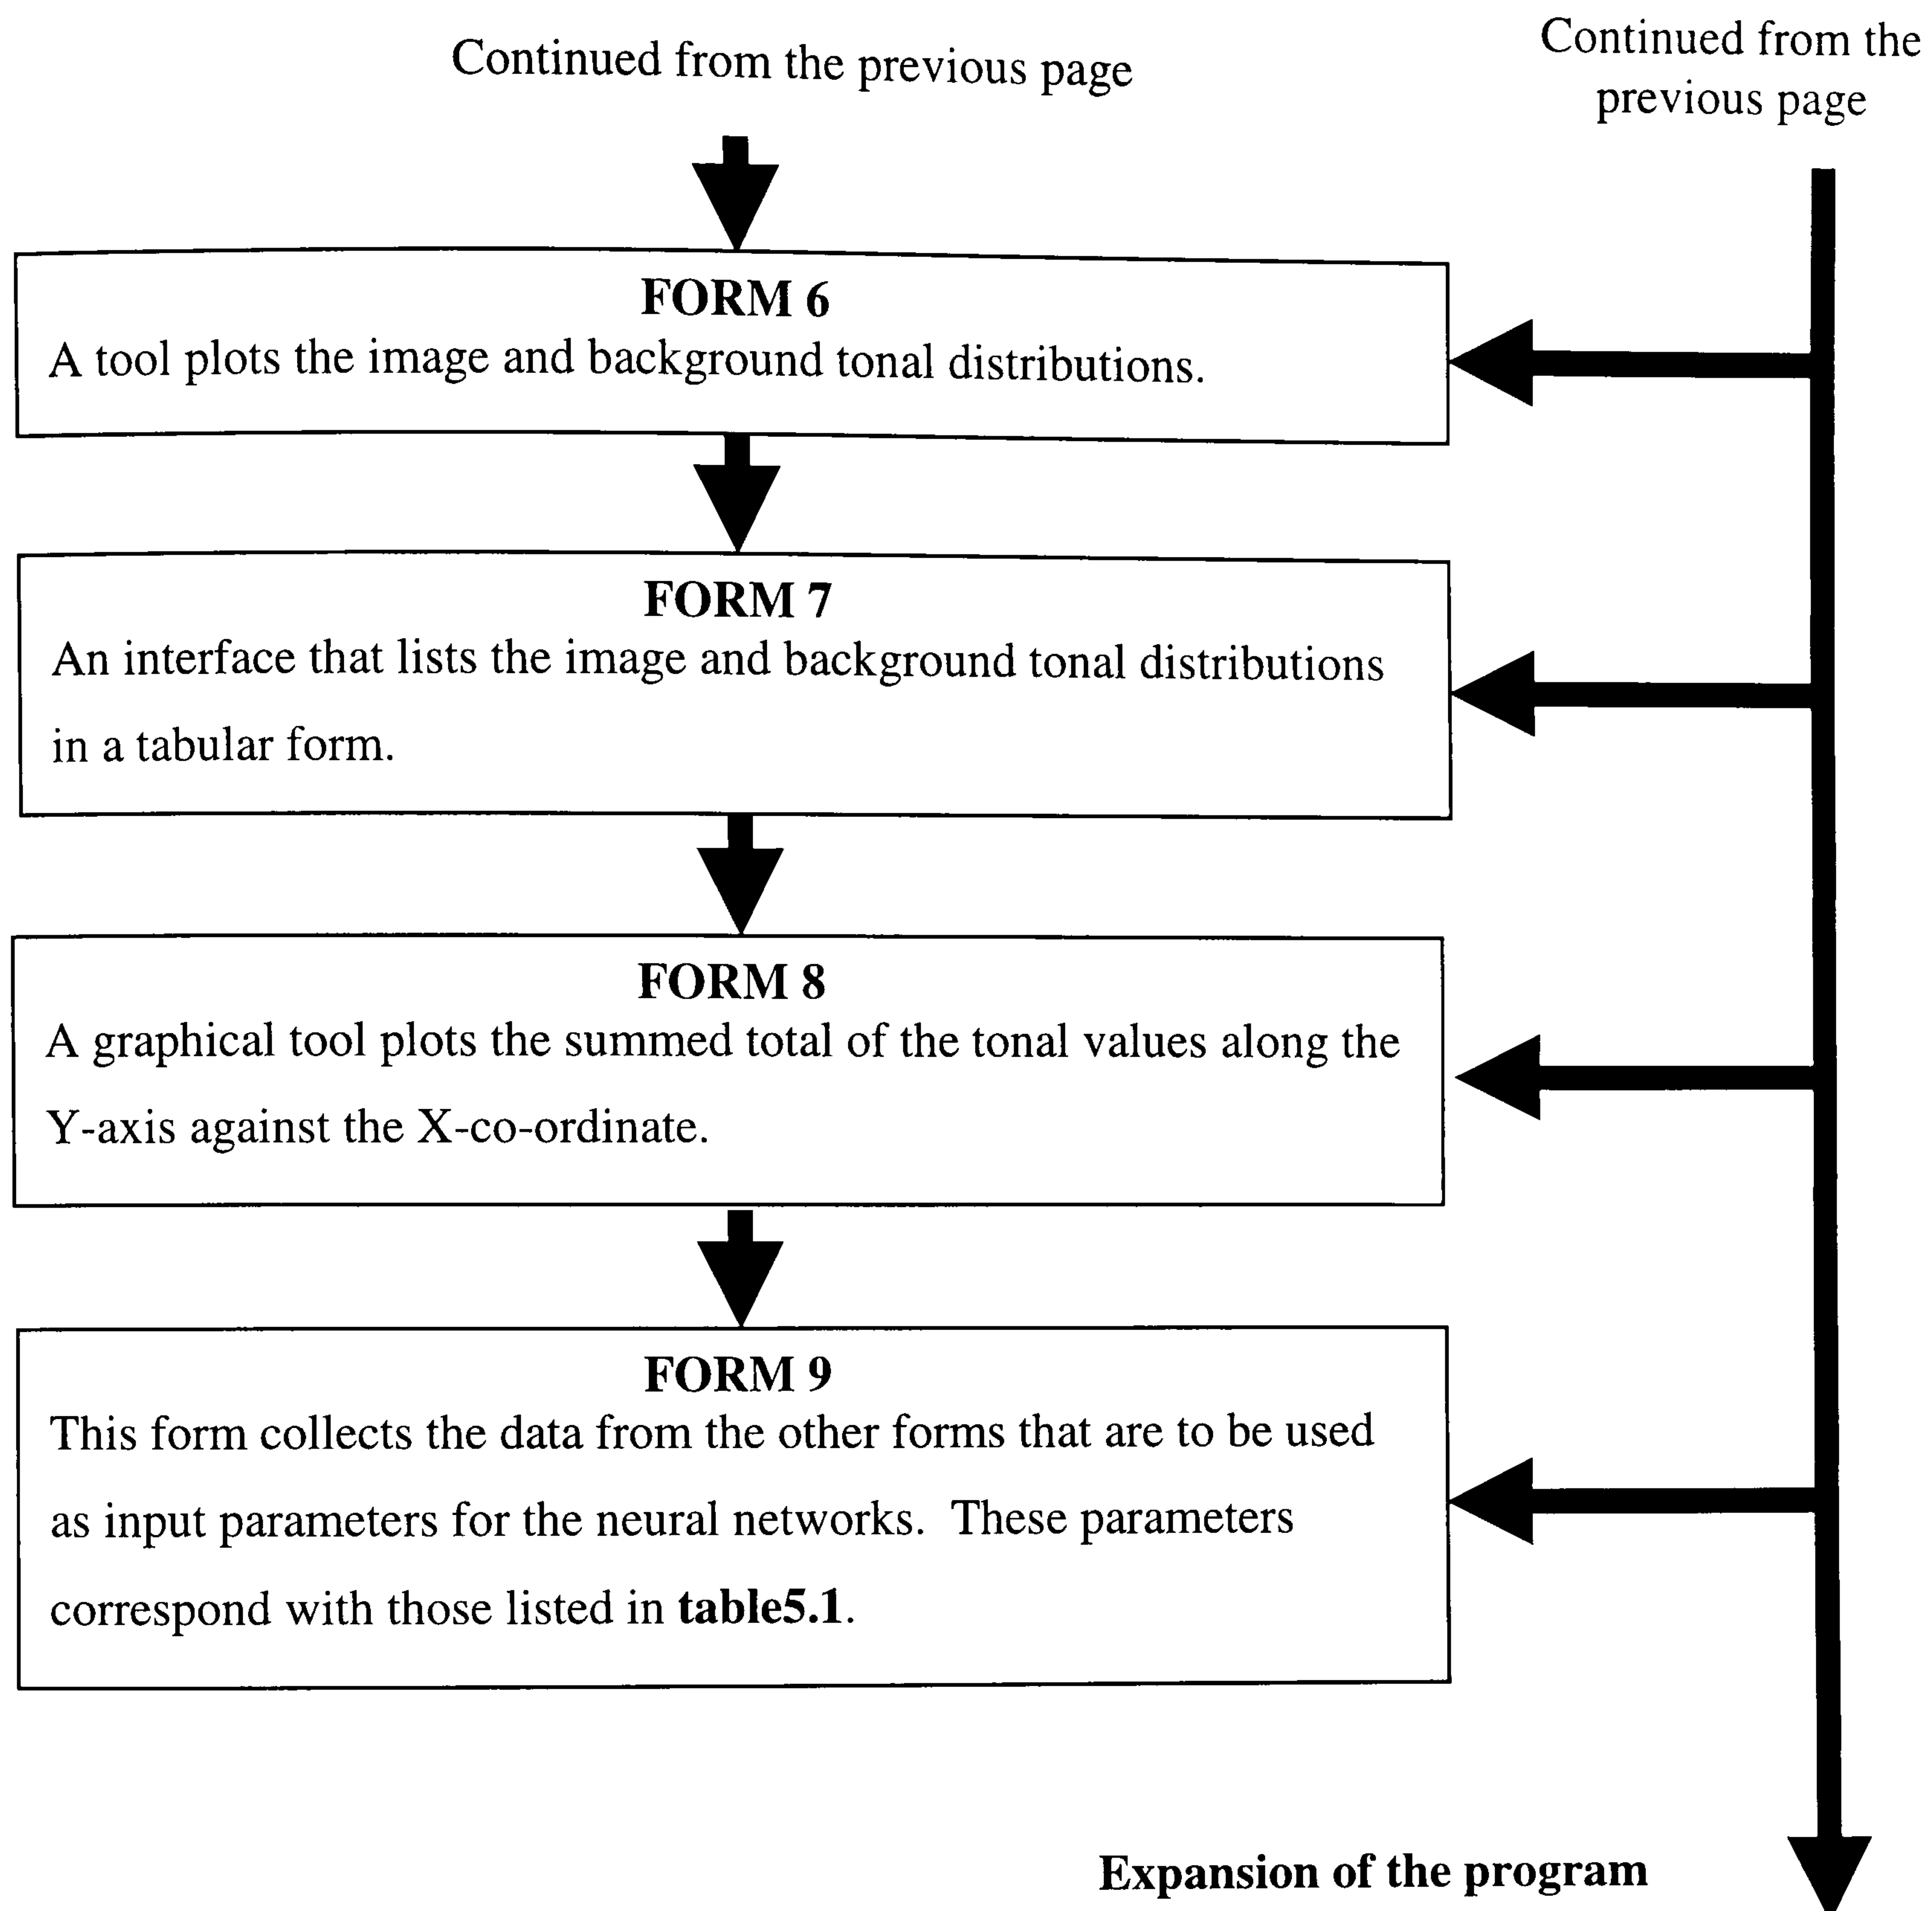 Continued from the previous page
Continued from the
previous page
FORM 6
A tool plots the image and background tonal distributions.
FORM 7
An interface that lists the image and background tonal distributions
in a tabular form.
FORM 8
A graphical tool plots the summed total of the tonal values along the
Y-axis against the X-co-ordinate.
FORM 9
This form collects the data from the other forms that are to be used
as input parameters for the neural networks.  These parameters
correspond with those listed in table5.1.
Expansion of the program